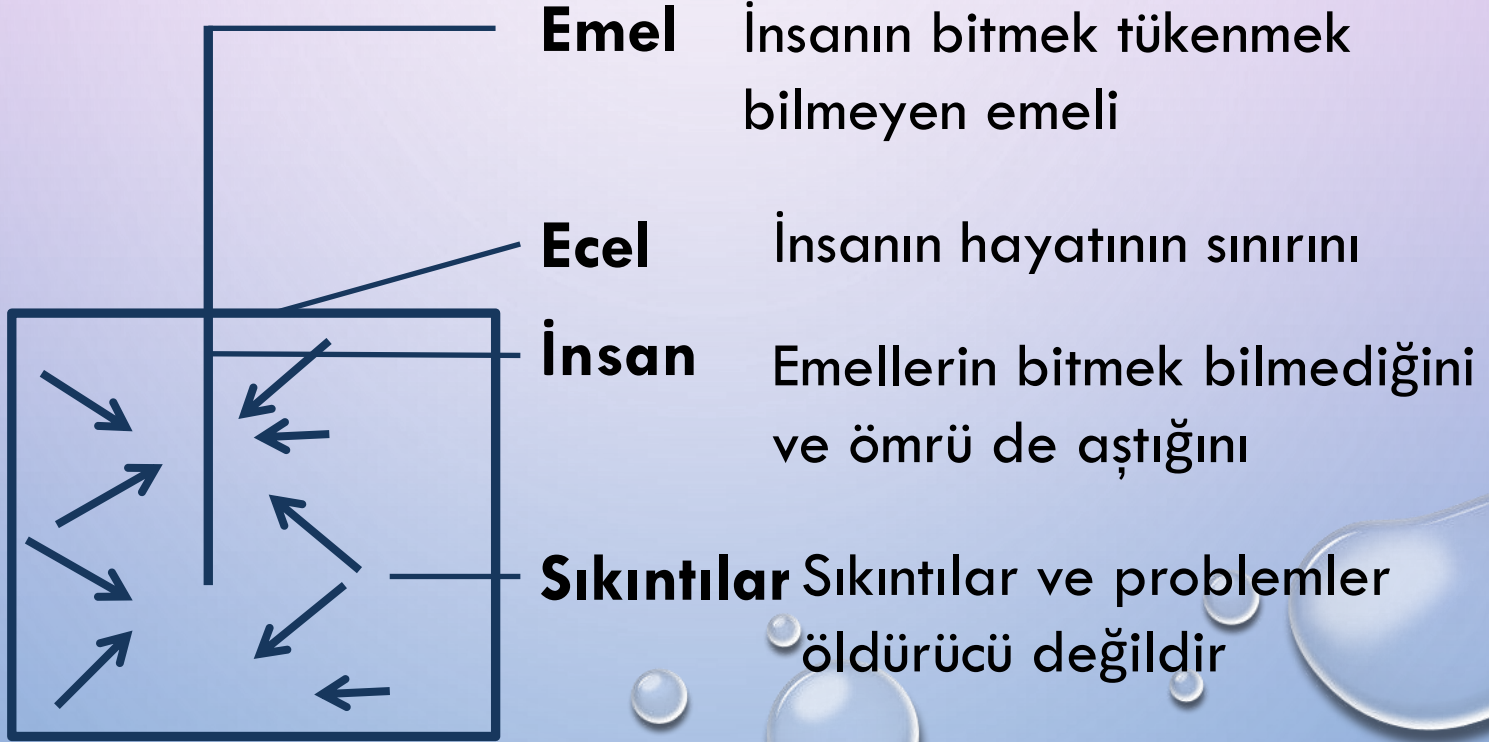 Emel İnsanın bitmek tükenmek
bilmeyen emeli
Ecel İnsanın hayatının sınırını
İnsan Emellerin bitmek bilmediğini
ve ömrü de aştığını
Sıkıntılar Sıkıntılar ve problemler
öldürücü değildir